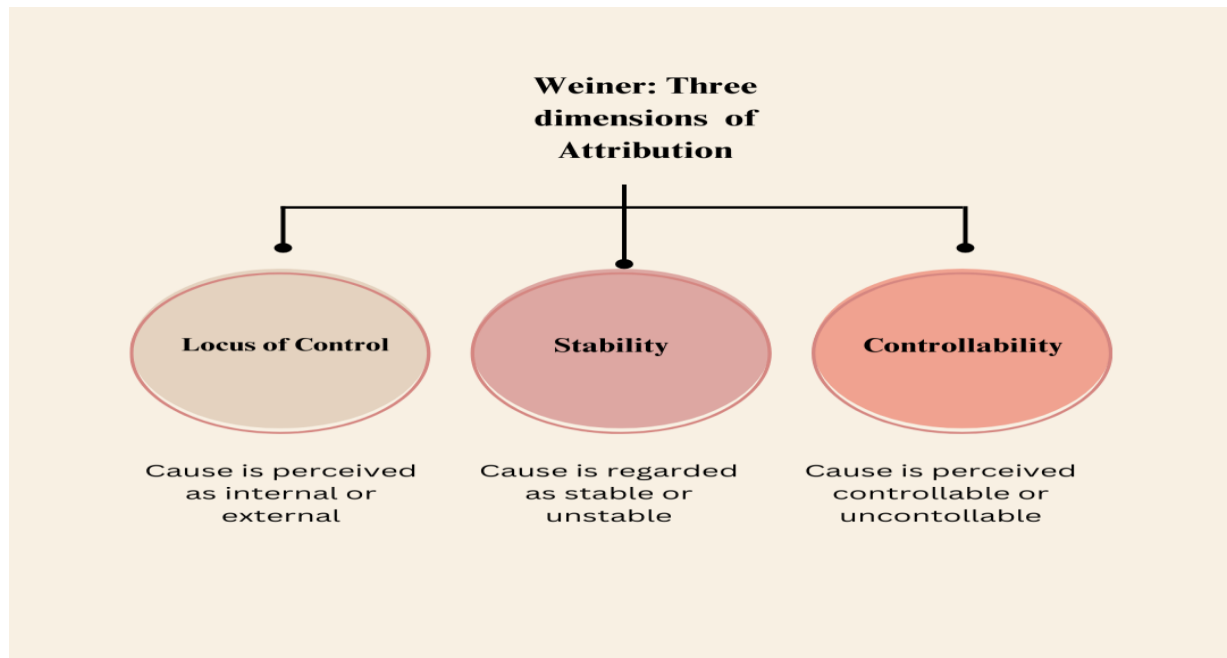 Weiner: Three
dimensions of
Attribution
Locus of Control
Stability
Controllability
Cause is perceived
as internal or
external
Cause is regarded
as stable or
unstable
Cause is perceived
controllable or
uncontollable